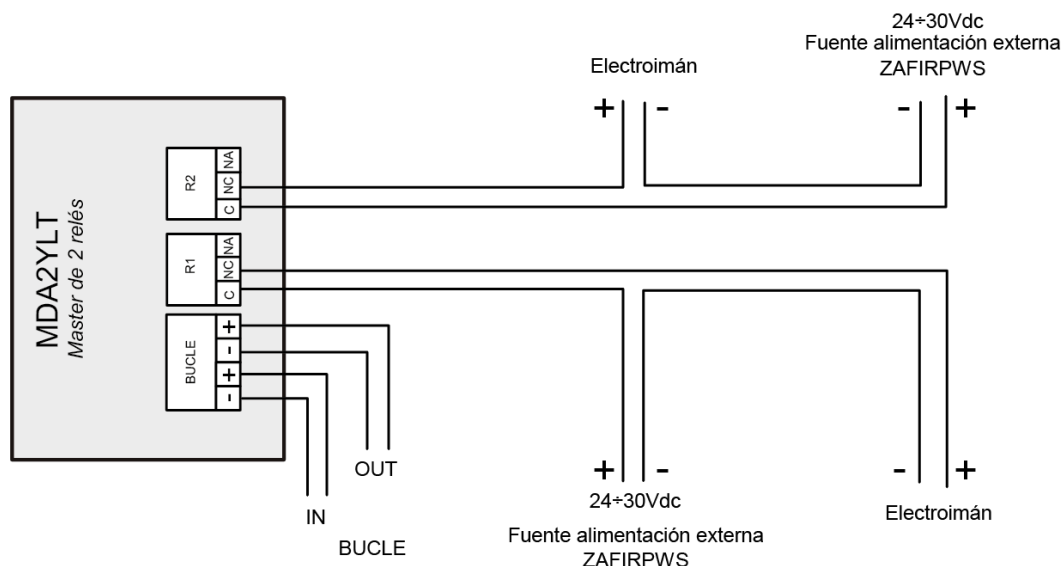 24÷30Vdc
Fuente alimentación externa
ZAFIRPWS
Electroimán
+ -
- +
MDA2YLT
Master de 2 relés
R2
NA
NC
C
R1
NA
NC
C
BUCLE
+
-
+
-
OUT
IN
BUCLE
+ -
- +
24÷30Vdc
Fuente alimentación externa
ZAFIRPWS
Electroimán